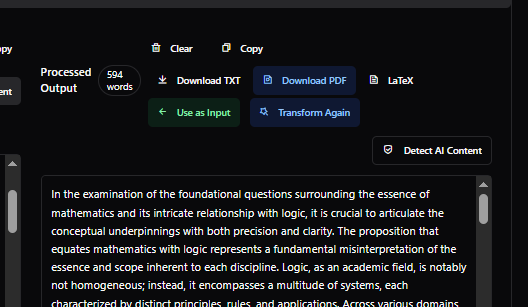 Clear
Copy
Processed
Output
594
words
Download TXT
Download PDF
LaTeX
Use as Input
Transform Again
Detect AI Content
In the examination of the foundational questions surrounding the essence of
mathematics and its intricate relationship with logic, it is crucial to articulate the
conceptual underpinnings with both precision and clarity. The proposition that
equates mathematics with logic represents a fundamental misinterpretation of the
essence and scope inherent to each discipline. Logic, as an academic field, is notably
not homogeneous; instead, it encompasses a multitude of systems, each
characterized by distinct principles, rules, and applications. Across various domains